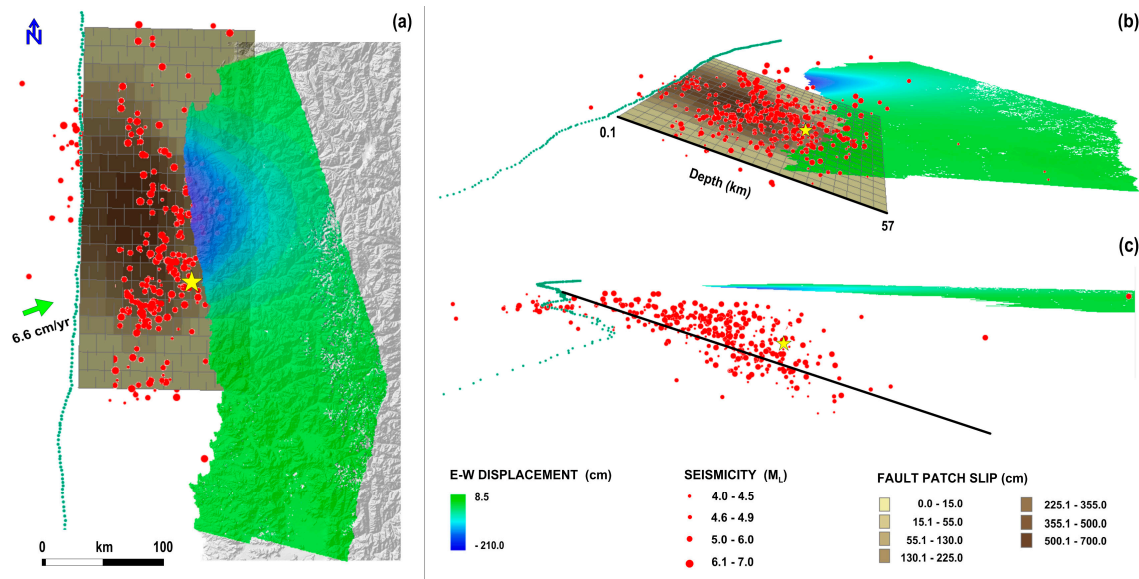 (a)
N
6.6 cm/yr
0 km 100
(b)
0.1
Depth (km)
57
(c)
E-W DISPLACEMENT (cm)
8.5
- 210.0
SEISMICITY (M_L)
4.0 - 4.5
4.6 - 4.9
5.0 - 6.0
6.1 - 7.0
FAULT PATCH SLIP (cm)
0.0 - 15.0
15.1 - 55.0
55.1 - 130.0
130.1 - 225.0
225.1 - 355.0
355.1 - 500.0
500.1 - 700.0